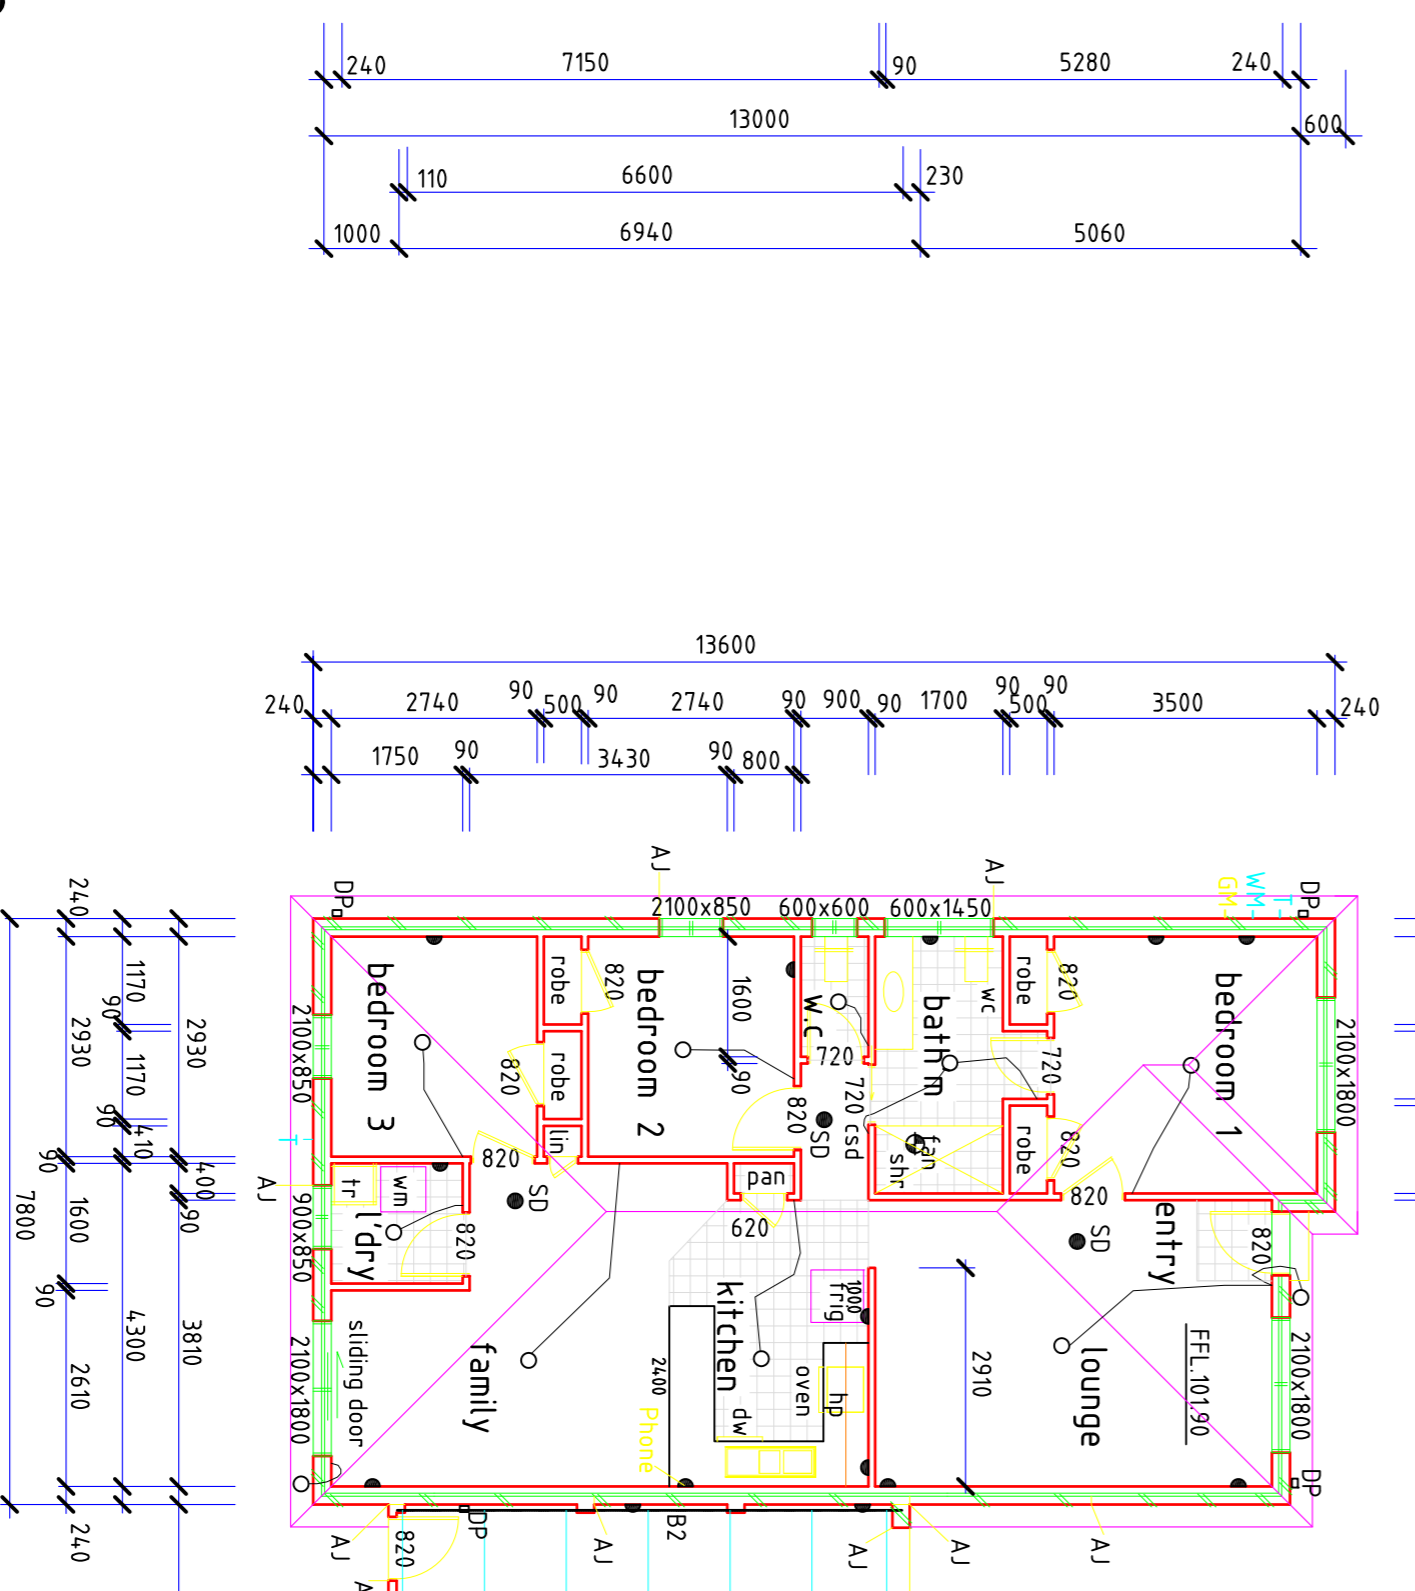 240 7150 90 5280 240
13000 600
110 6600 230
1000 6940 5060
13600
240 2740 90 500 90 2740 90 900 90 1700 90 500 90 3500 240
1750 90 3430 90 800
AJ AJ
DP 2100x850 600x600 600x1450 GM WM T DP
240
1170 90 1170 90 410 400 90
2930 2930
90 1600 90 2610
7800
4300 3810
240
bedroom 3
robe
820
robe
820
lin
bedroom 2
1600
90
820
w.c
720
720 csd
SD
bath'm
wc
fan
shr
robe
820
720
robe
820
bedroom 1
2100x1800
2100x850
T
AJ
900x850
tr
wm
l'dry
820
820
SD
pan
620
820
SD
entry
820
kitchen
frig
1000
oven
hp
dw
2400
Phone
family
sliding door
2100x1800
2910
lounge
FFL.101.90
2100x1800
DP
AJ
820
DP
AJ
B2
AJ
AJ
AJ
A